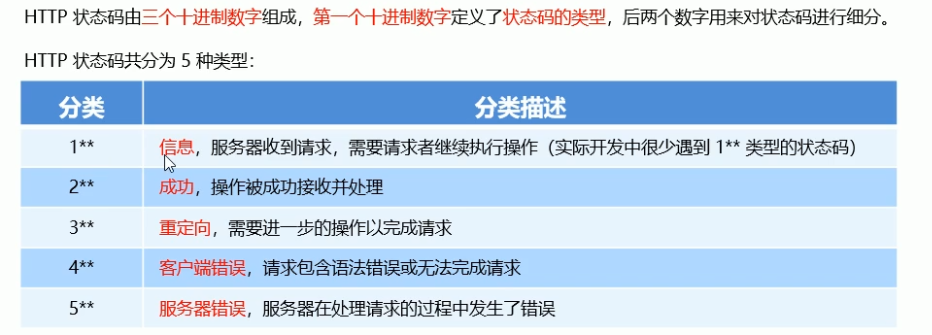 HTTP 状态码由三个十进制数字组成，第一个十进制数字定义了状态码的类型，后两个数字用来对状态码进行细分。
HTTP 状态码共分为 5 种类型：
分类 分类描述
1** 信息，服务器收到请求，需要请求者继续执行操作（实际开发中很少遇到 1** 类型的状态码）
2** 成功，操作被成功接收并处理
3** 重定向，需要进一步的操作以完成请求
4** 客户端错误，请求包含语法错误或无法完成请求
5** 服务器错误，服务器在处理请求的过程中发生了错误